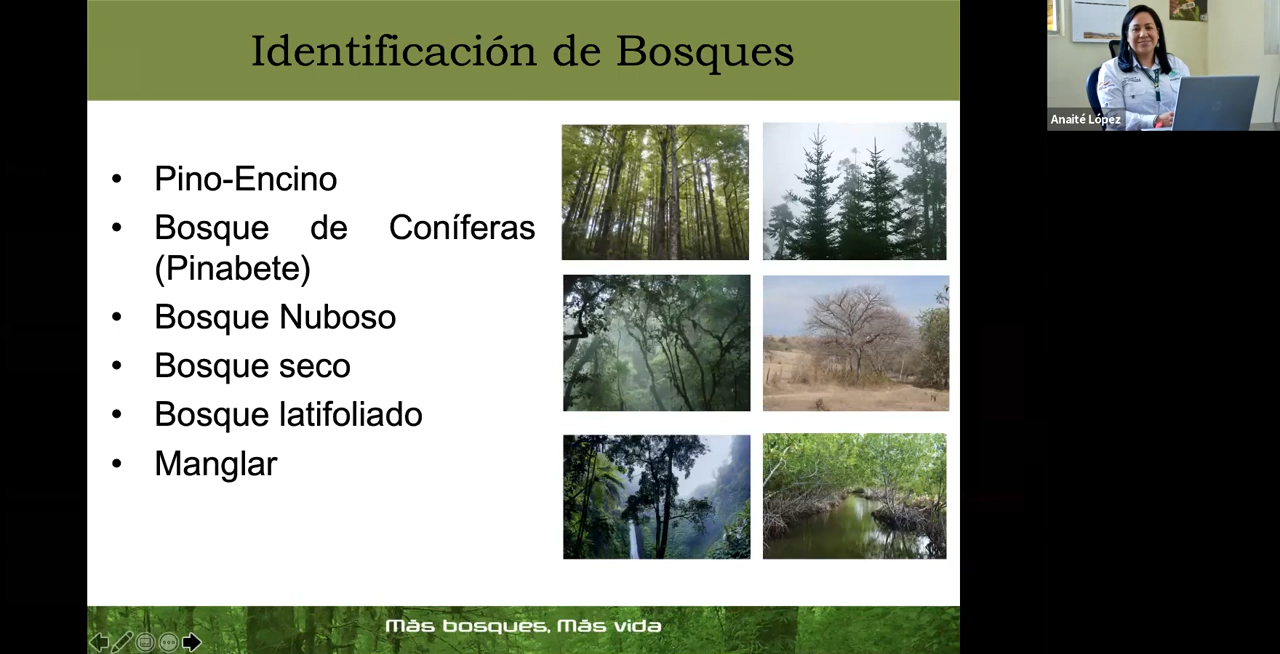 Identificación de Bosques
• Pino-Encino
• Bosque de Coníferas
(Pinabete)
• Bosque Nuboso
• Bosque seco
• Bosque latifoliado
• Manglar
Más bosques, Más vida
Anaité López